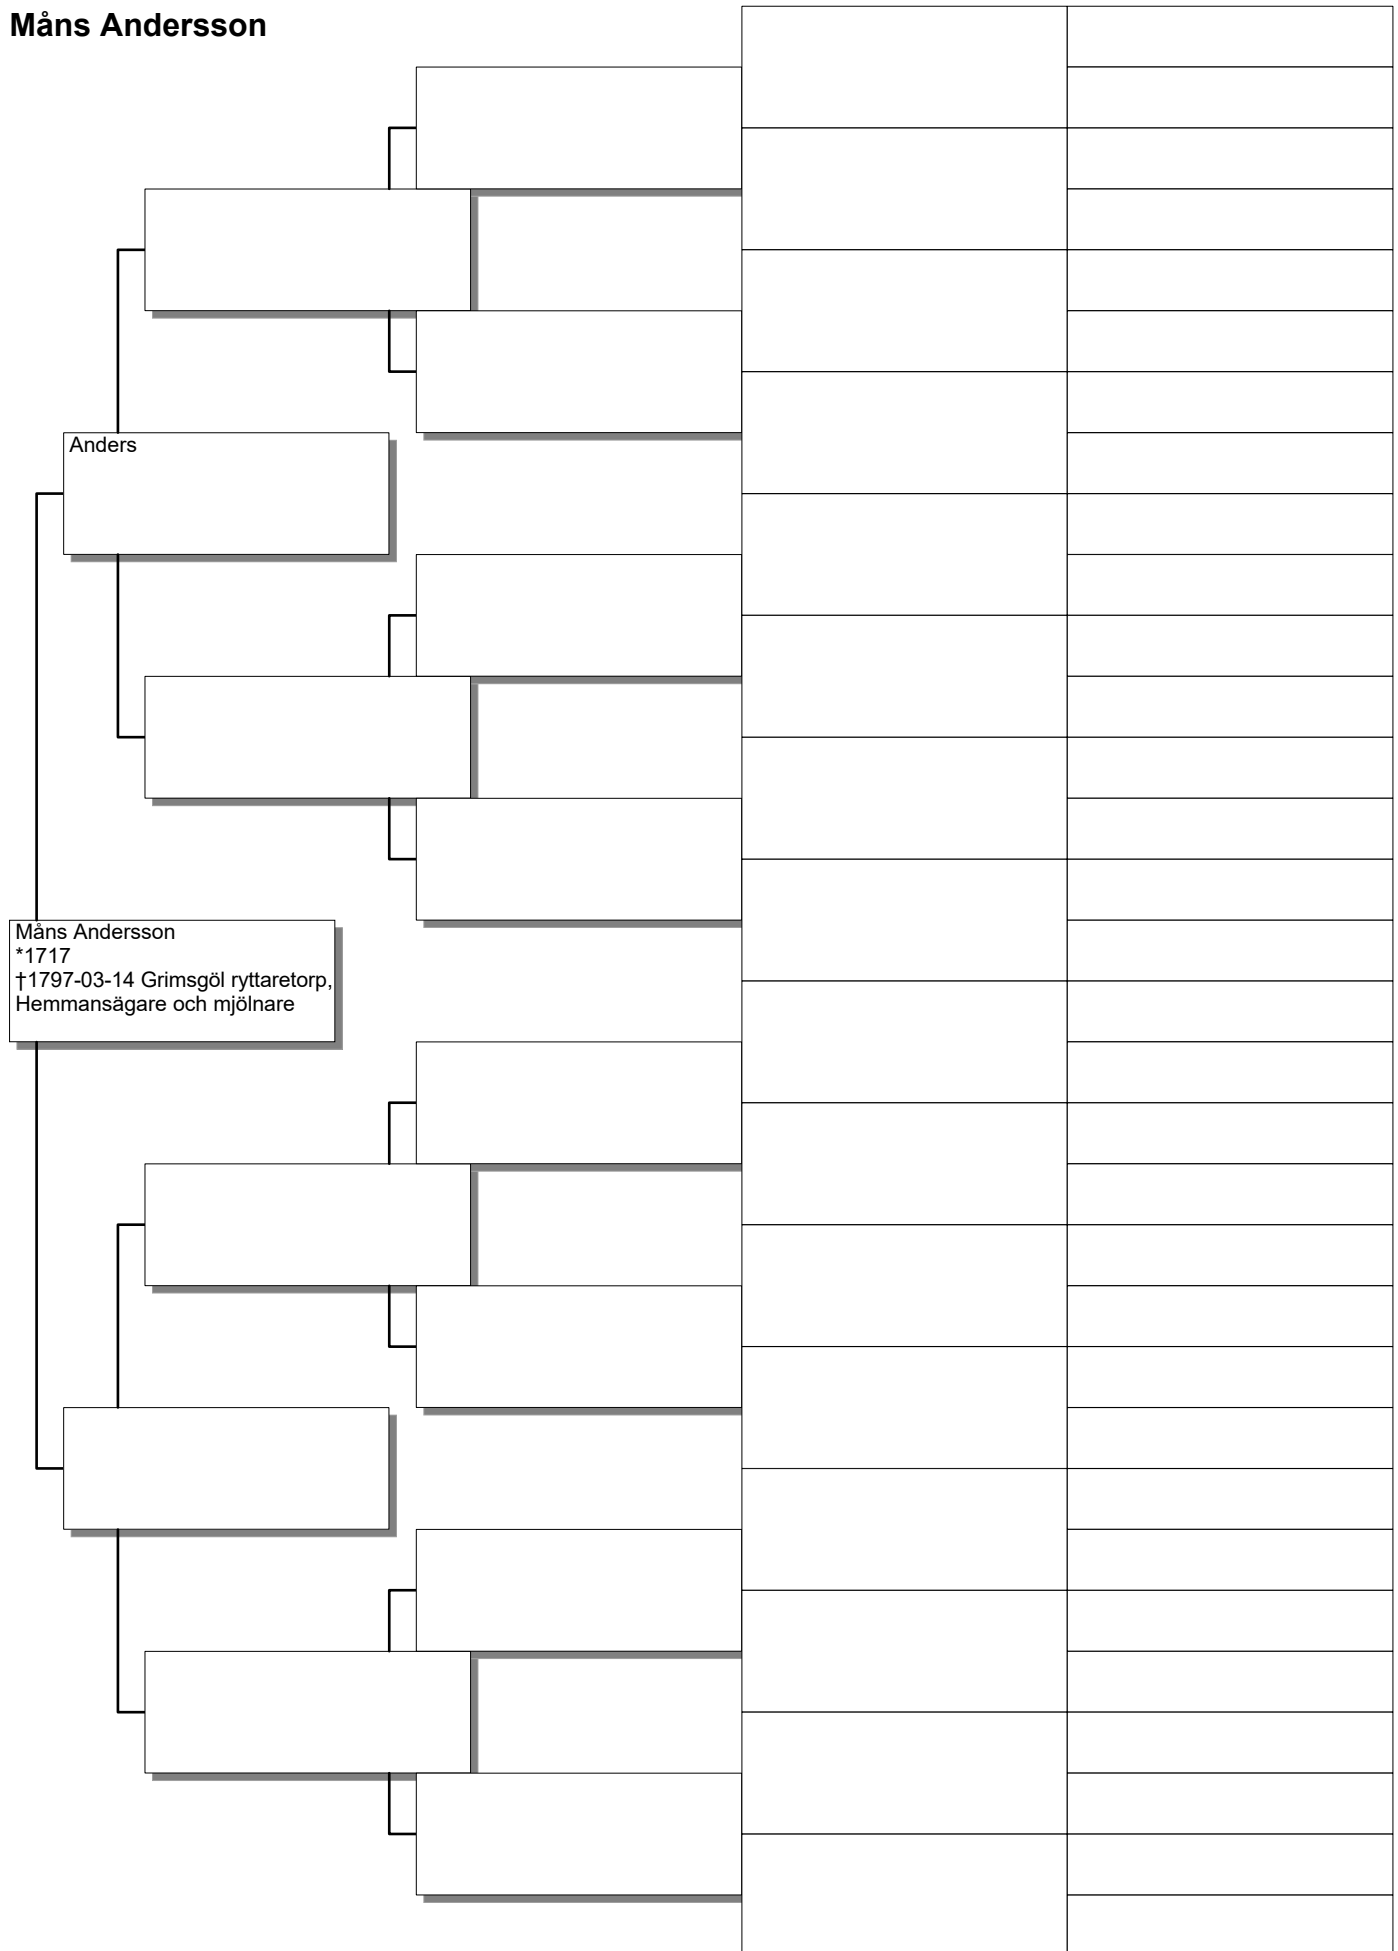 Måns Andersson
Anders
Måns Andersson
*1717
†1797-03-14 Grimsgöl ryttaretorp,
Hemmansägare och mjölnare